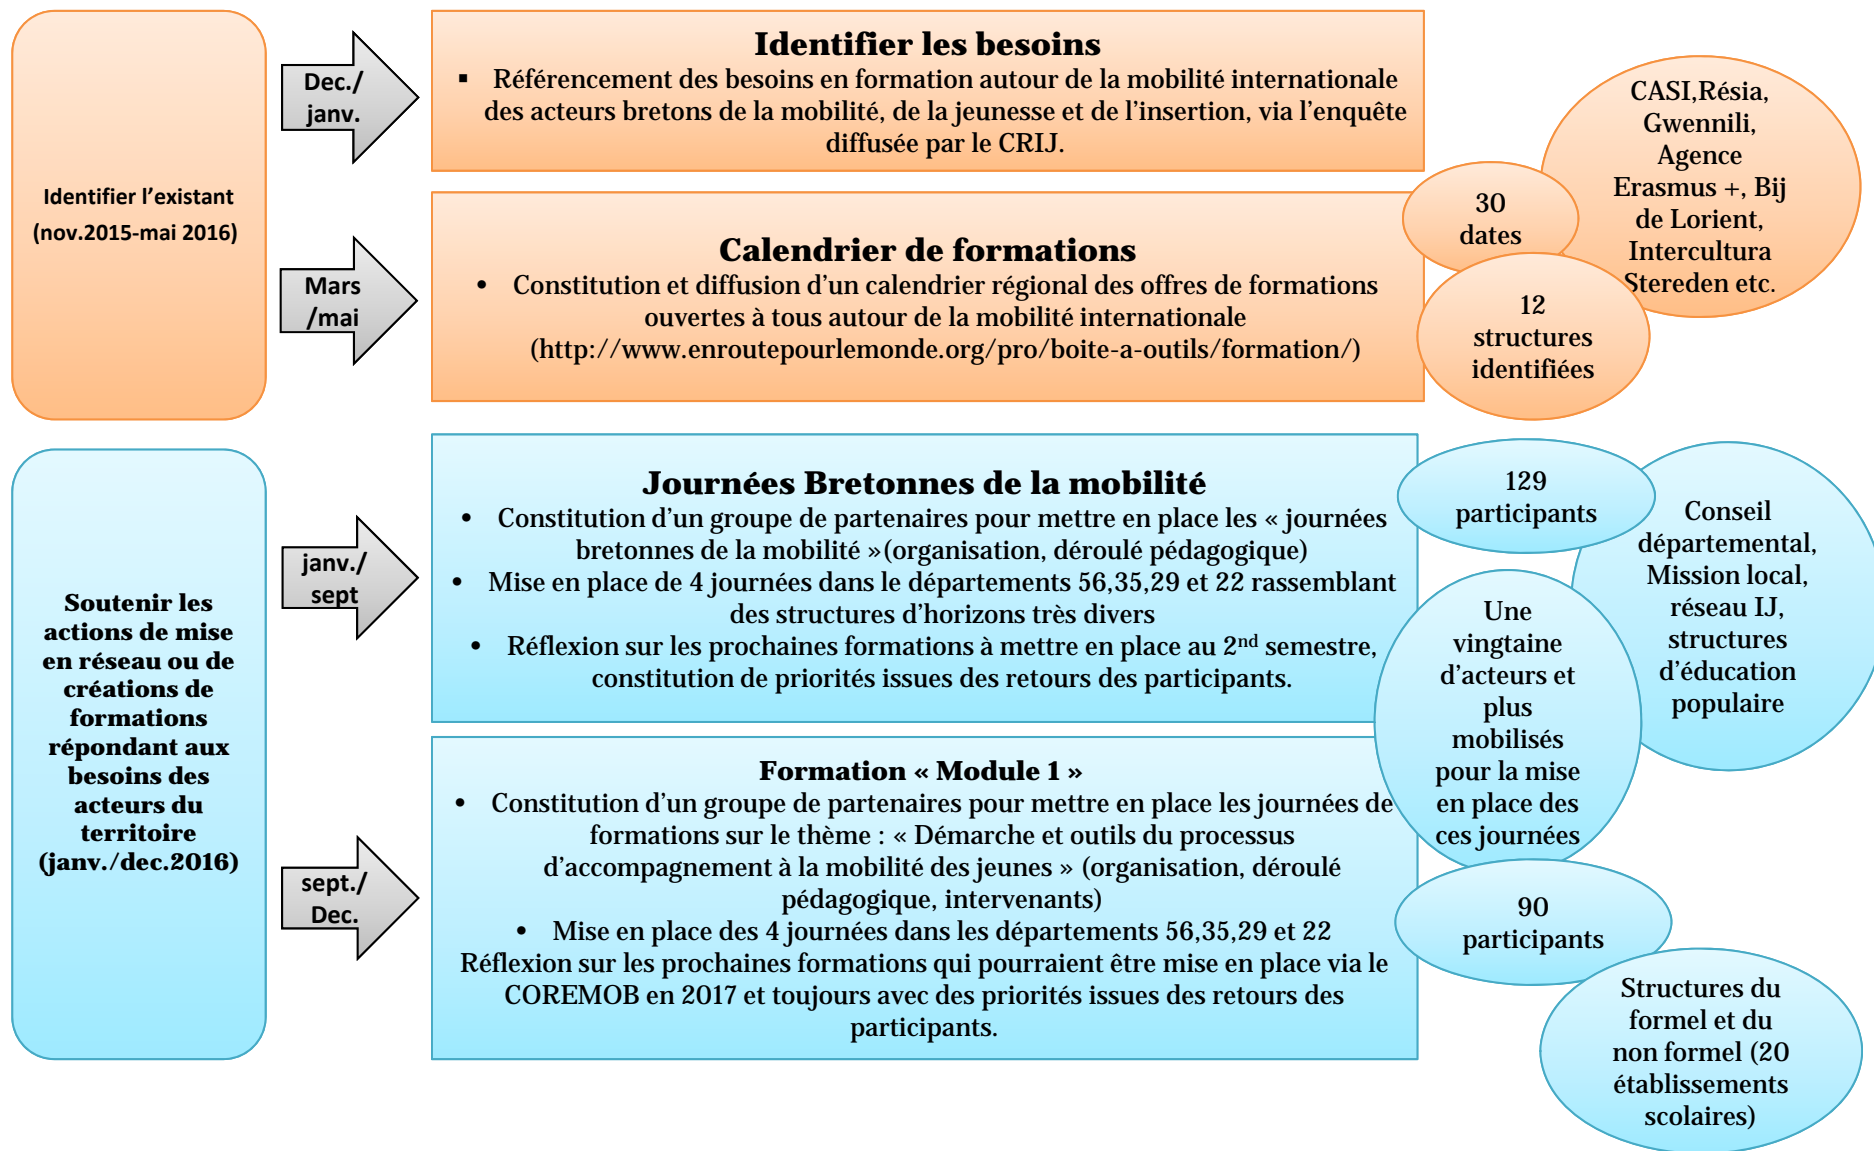 Identifier l'existant
(nov.2015-mai 2016)
Dec./
janv.
Identifier les besoins
▪ Référencement des besoins en formation autour de la mobilité internationale
des acteurs bretons de la mobilité, de la jeunesse et de l'insertion, via l'enquête
diffusée par le CRIJ.
Mars
/mai
Calendrier de formations
• Constitution et diffusion d'un calendrier régional des offres de formations
ouvertes à tous autour de la mobilité internationale
(http://www.enroutepourlemonde.org/pro/boite-a-outils/formation/)
30
dates
12
structures
identifiées
CASI,Résia,
Gwennili,
Agence
Erasmus +, Bij
de Lorient,
Intercultura
Stereden etc.
Soutenir les
actions de mise
en réseau ou de
créations de
formations
répondant aux
besoins des
acteurs du
territoire
(janv./dec.2016)
janv./
sept
Journées Bretonnes de la mobilité
• Constitution d'un groupe de partenaires pour mettre en place les « journées
bretonnes de la mobilité »(organisation, déroulé pédagogique)
• Mise en place de 4 journées dans le départements 56,35,29 et 22 rassemblant
des structures d'horizons très divers
• Réflexion sur les prochaines formations à mettre en place au 2nd semestre,
constitution de priorités issues des retours des participants.
129
participants
Conseil
départemental,
Mission local,
réseau IJ,
structures
d'éducation
populaire
Une
vingtaine
d'acteurs et
plus
mobilisés
pour la mise
en place des
ces journées
sept./
Dec.
Formation « Module 1 »
• Constitution d'un groupe de partenaires pour mettre en place les journées de
formations sur le thème : « Démarche et outils du processus
d'accompagnement à la mobilité des jeunes » (organisation, déroulé
pédagogique, intervenants)
• Mise en place des 4 journées dans les départements 56,35,29 et 22
Réflexion sur les prochaines formations qui pourraient être mise en place via le
COREMOB en 2017 et toujours avec des priorités issues des retours des
participants.
90
participants
Structures du
formel et du
non formel (20
établissements
scolaires)